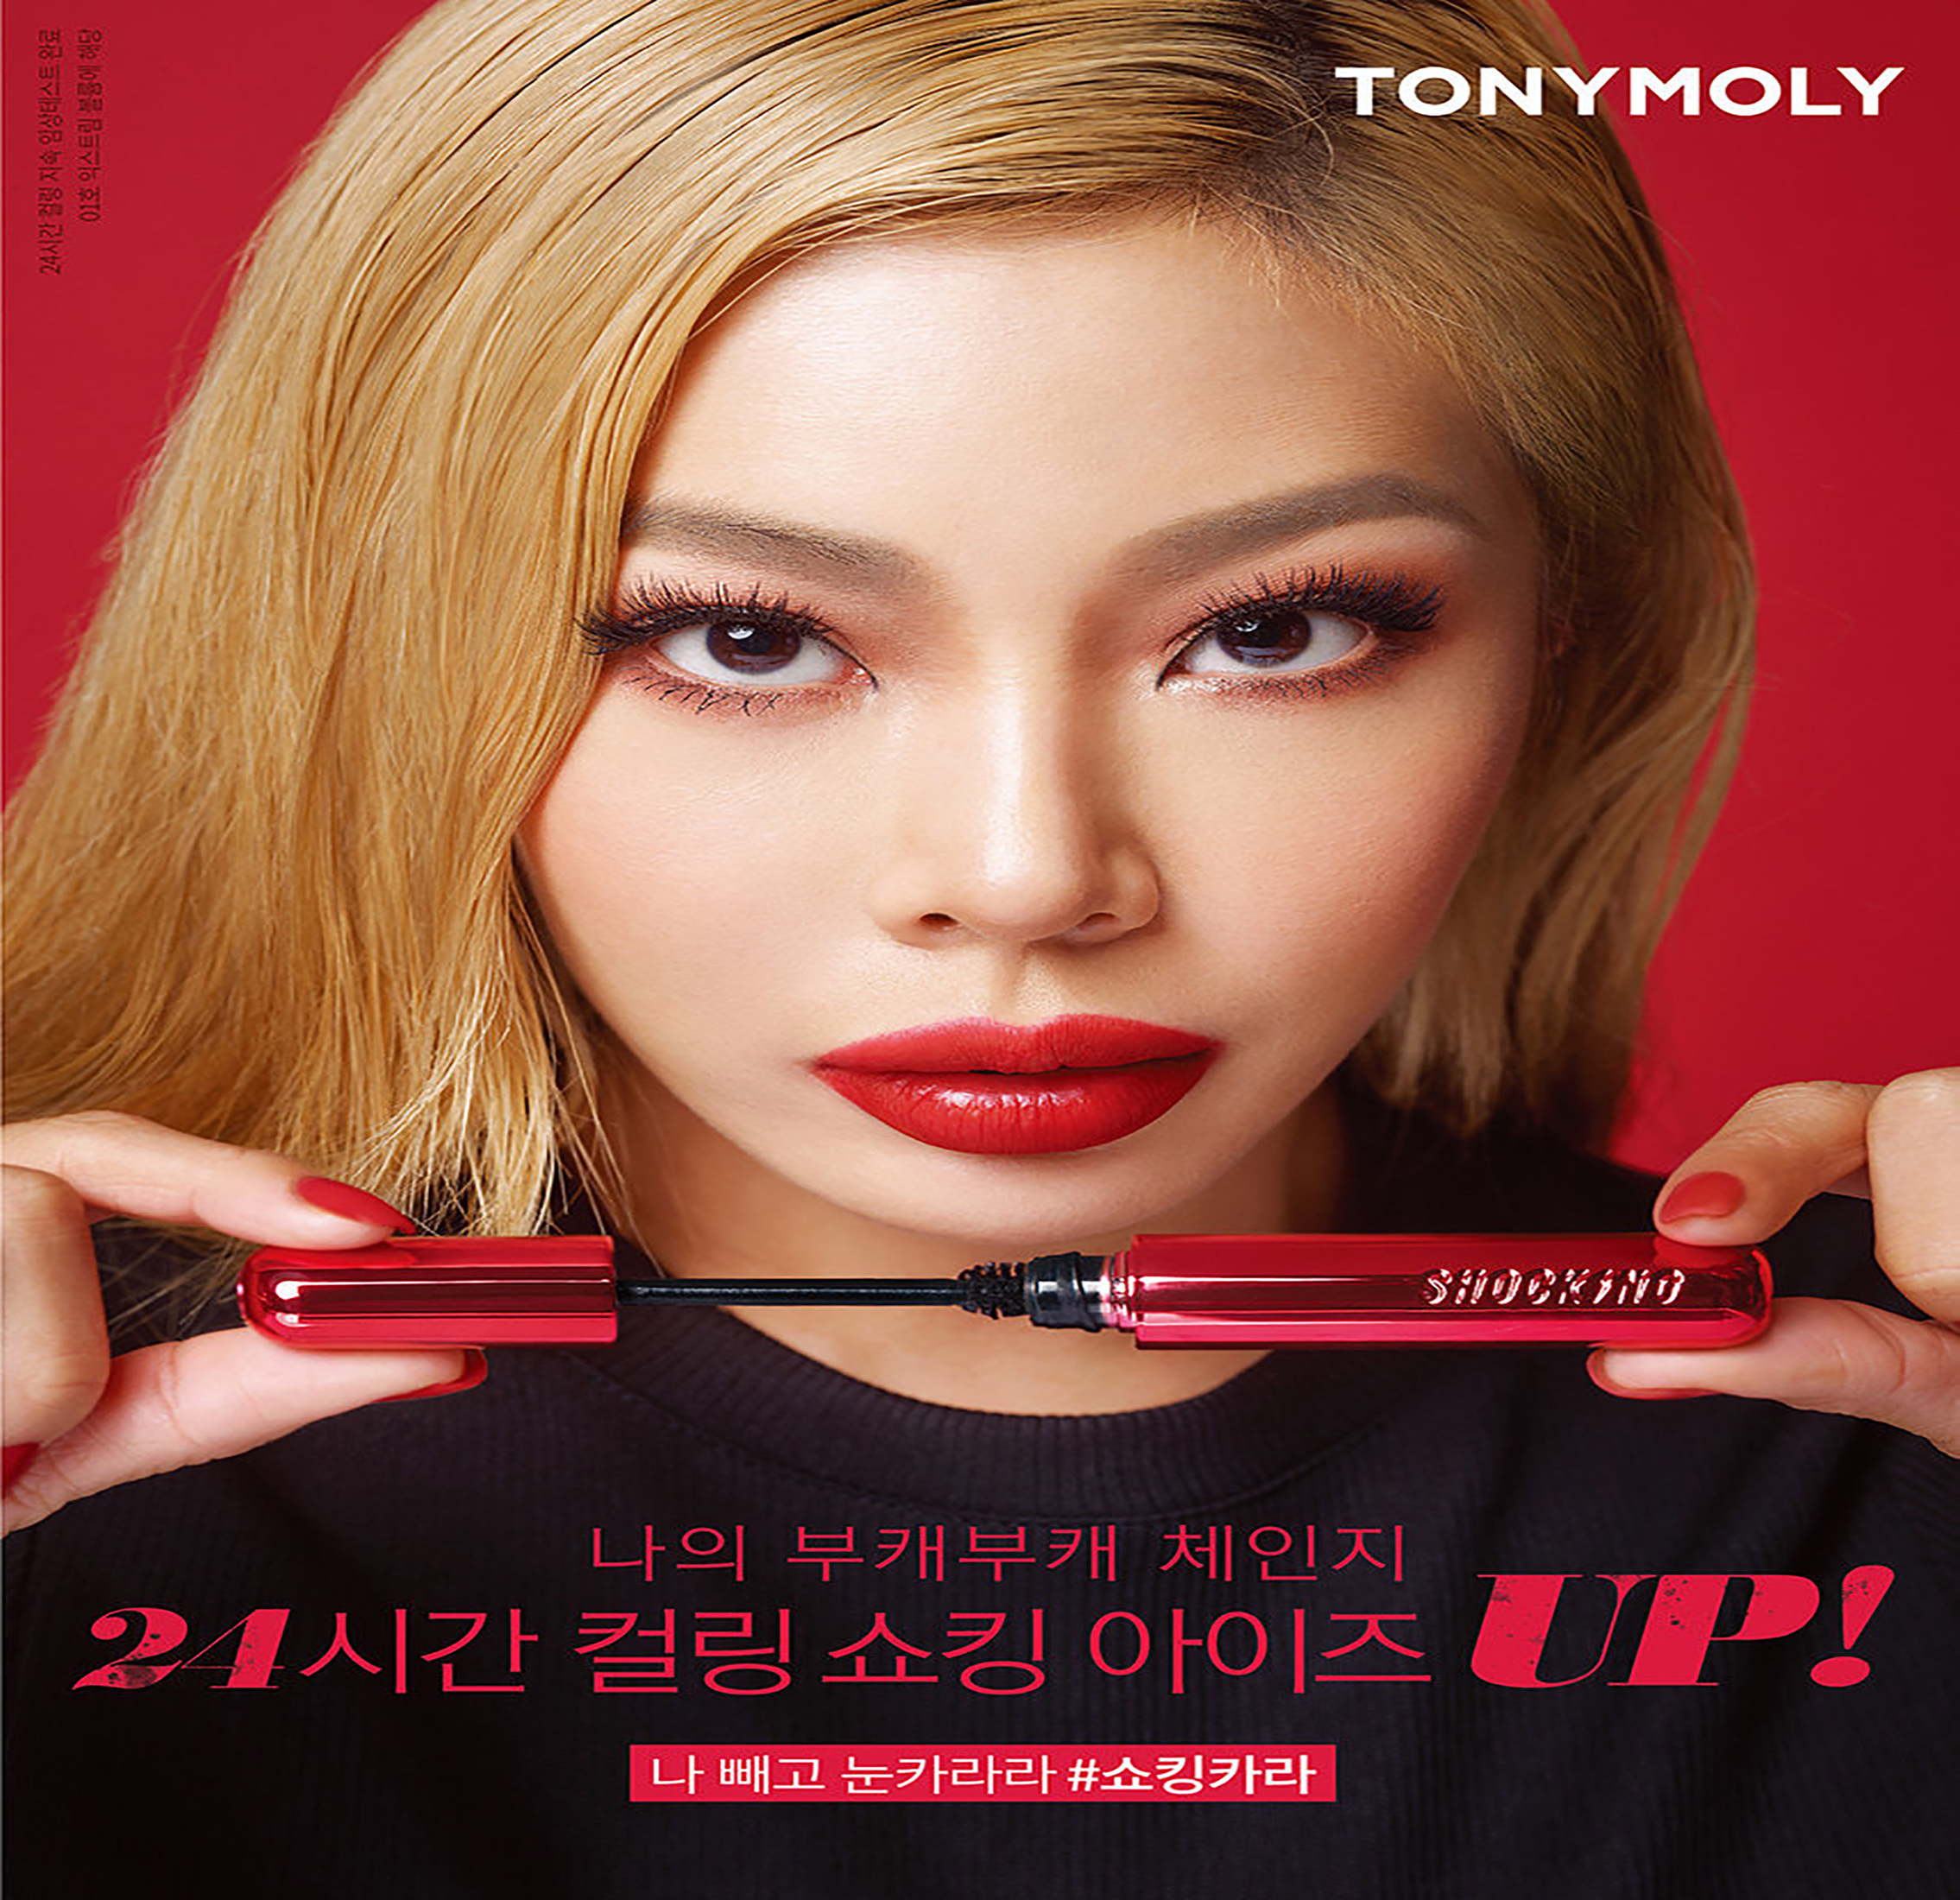 24시간 컬링 지속 임상테스트 완료
01호 익스트림 볼륨에 해당
TONYMOLY
SHOCKING
나의 부캐부캐 체인지
24시간 컬링 쇼킹 아이즈 UP!
나 빼고 눈카라라 #쇼킹카라